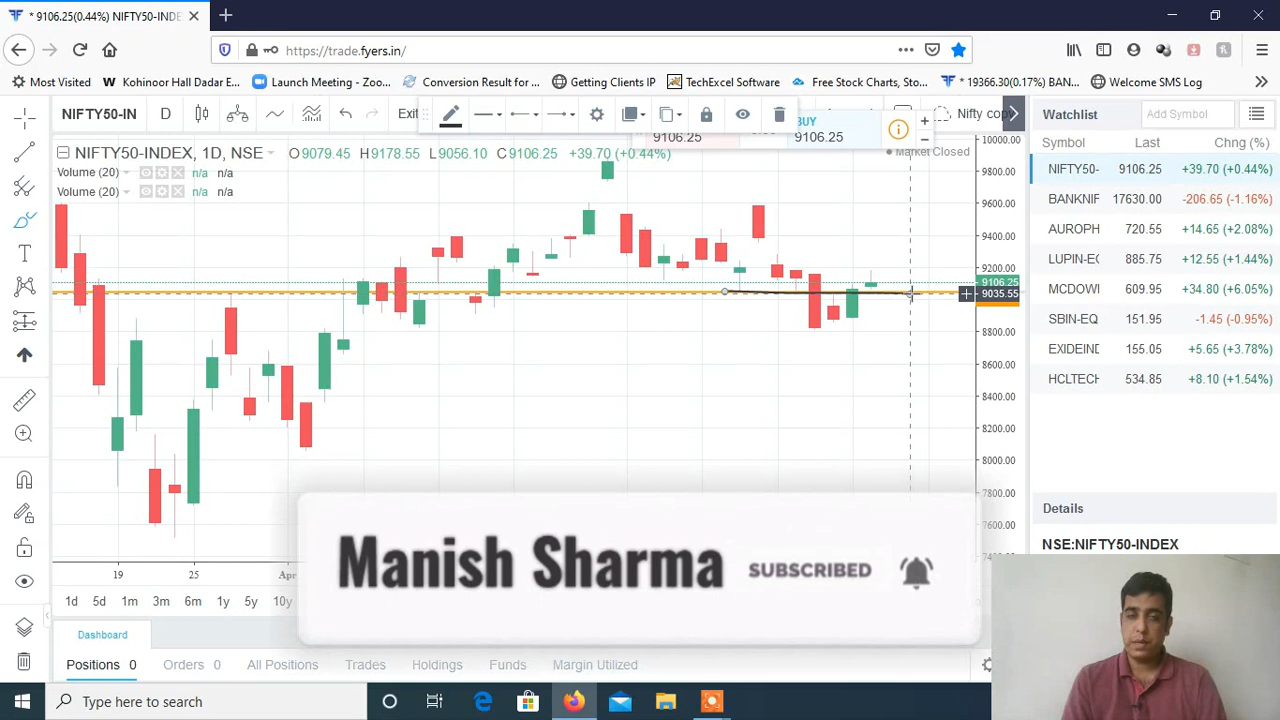 * 9106.25(0.44%) NIFTY50-INDE
https://trade.fyers.in/
Most Visited
Kohinoor Hall Dadar E...
Launch Meeting - Zoo...
Conversion Result for ...
Getting Clients IP
TechExcel Software
Free Stock Charts, Sto...
* 19366.30(0.17%) BAN...
Welcome SMS Log
NIFTY50-IN
D
Exit
Nifty cop
9106.25
BUY
9106.25
NIFTY50-INDEX, 1D, NSE
O9079.45 H9178.55 L9056.10 C9106.25 +39.70 (+0.44%)
Market Closed
Volume (20) n/a n/a
Volume (20) n/a n/a
10000.00
9800.00
9600.00
9400.00
9200.00
9106.25
9035.55
8800.00
8600.00
8400.00
8200.00
8000.00
7800.00
7600.00
19
25
Apr
1d 5d 1m 3m 6m 1y 5y 10y
Watchlist
Add Symbol
Symbol Last Chng (%)
NIFTY50- 9106.25 +39.70 (+0.44%)
BANKNIF 17630.00 -206.65 (-1.16%)
AUROPH 720.55 +14.65 (+2.08%)
LUPIN-EQ 885.75 +12.55 (+1.44%)
MCDOWI 609.95 +34.80 (+6.05%)
SBIN-EQ 151.95 -1.45 (-0.95%)
EXIDEIND 155.05 +5.65 (+3.78%)
HCLTECH 534.85 +8.10 (+1.54%)
Details
NSE:NIFTY50-INDEX
Manish Sharma
SUBSCRIBED
Dashboard
Positions 0
Orders 0
All Positions
Trades
Holdings
Funds
Margin Utilized
Type here to search